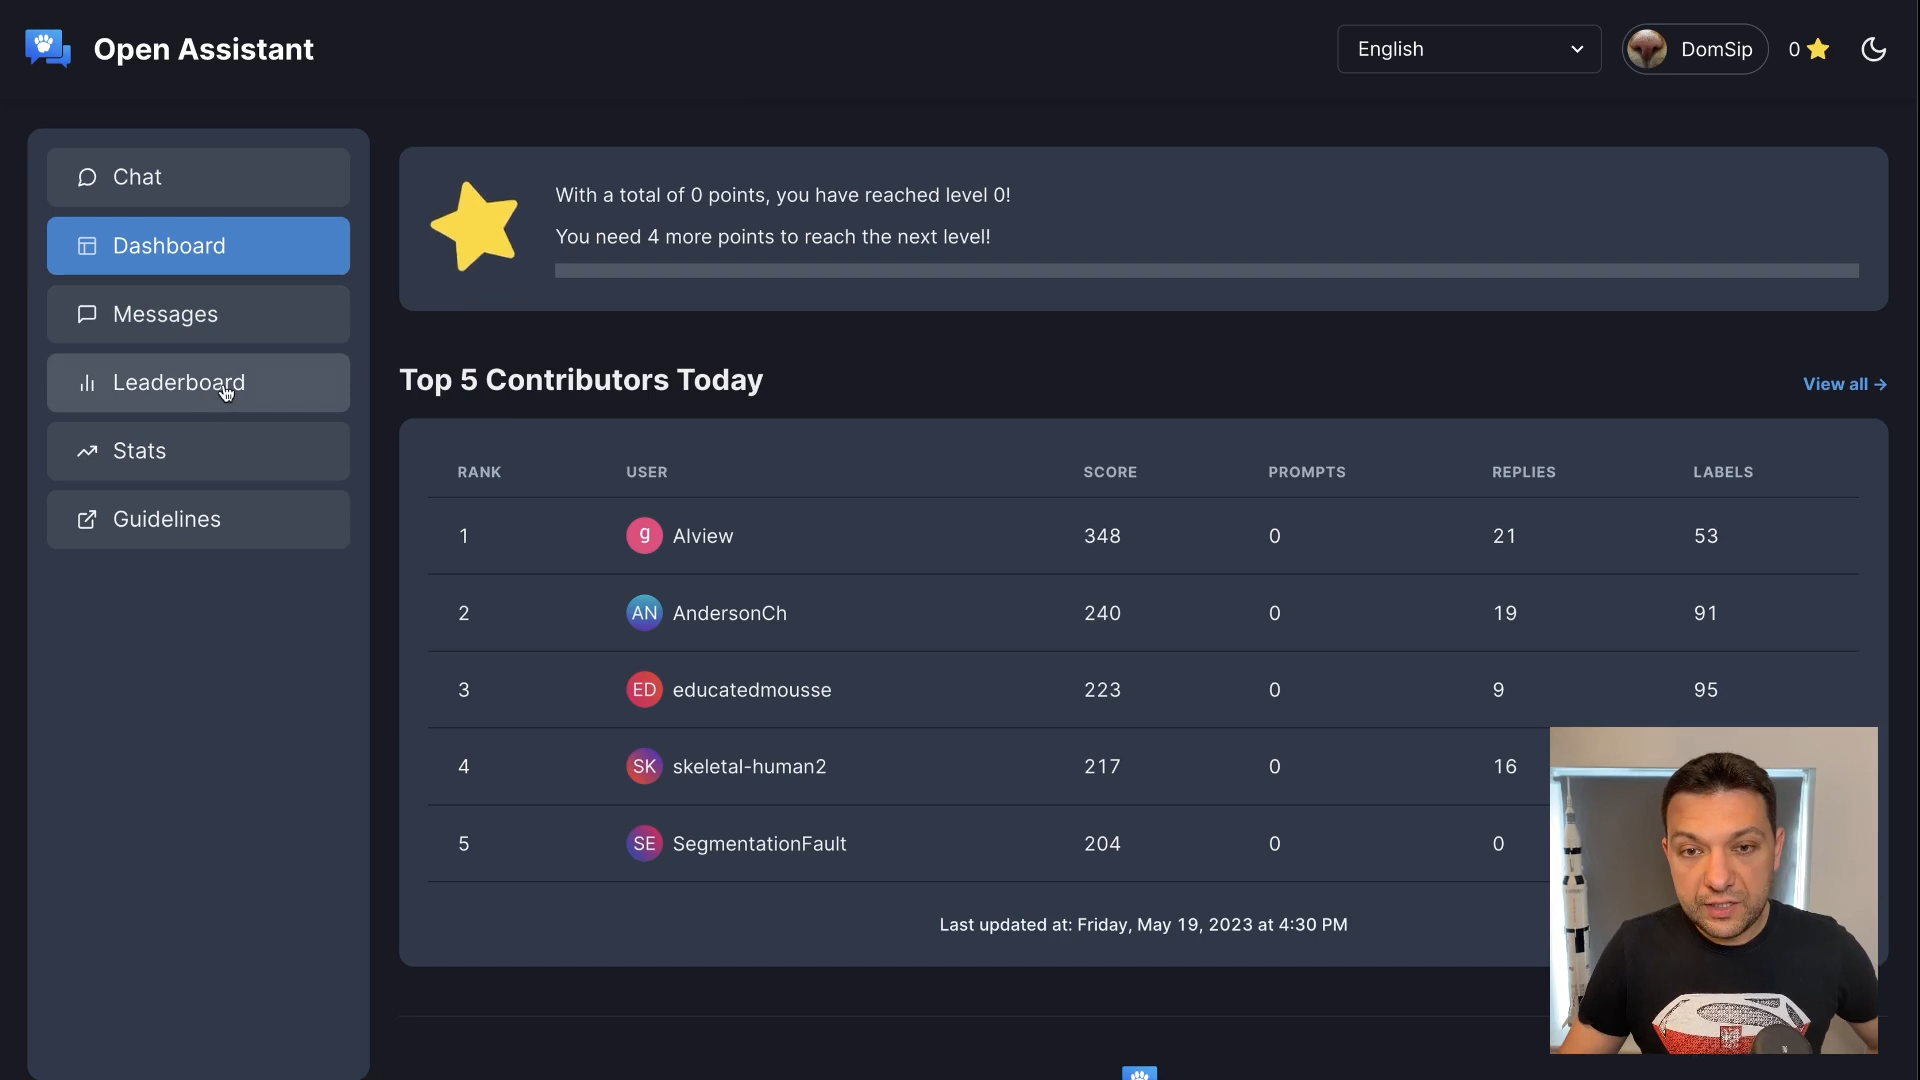 Open Assistant
English
DomSip
0
Chat
Dashboard
Messages
Leaderboard
Stats
Guidelines
With a total of 0 points, you have reached level 0!
You need 4 more points to reach the next level!
Top 5 Contributors Today
View all →
RANK USER SCORE PROMPTS REPLIES LABELS
1 g AIview 348 0 21 53
2 AN AndersonCh 240 0 19 91
3 ED educatedmousse 223 0 9 95
4 SK skeletal-human2 217 0 16
5 SE SegmentationFault 204 0 0
Last updated at: Friday, May 19, 2023 at 4:30 PM